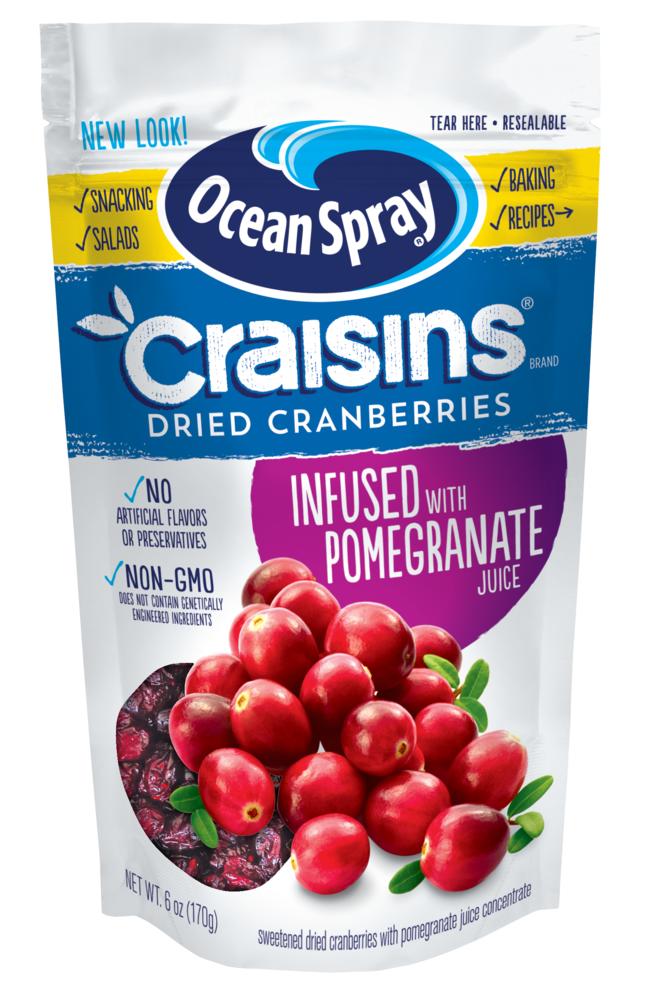 NEW LOOK!
TEAR HERE • RESEALABLE
✓SNACKING
✓SALADS
Ocean Spray®
✓BAKING
✓RECIPES→
Craisins®
BRAND
DRIED CRANBERRIES
✓NO
ARTIFICIAL FLAVORS
OR PRESERVATIVES
✓NON-GMO
DOES NOT CONTAIN GENETICALLY
ENGINEERED INGREDIENTS
INFUSED WITH
POMEGRANATE
JUICE
NET WT. 6 oz (170g)
sweetened dried cranberries with pomegranate juice concentrate